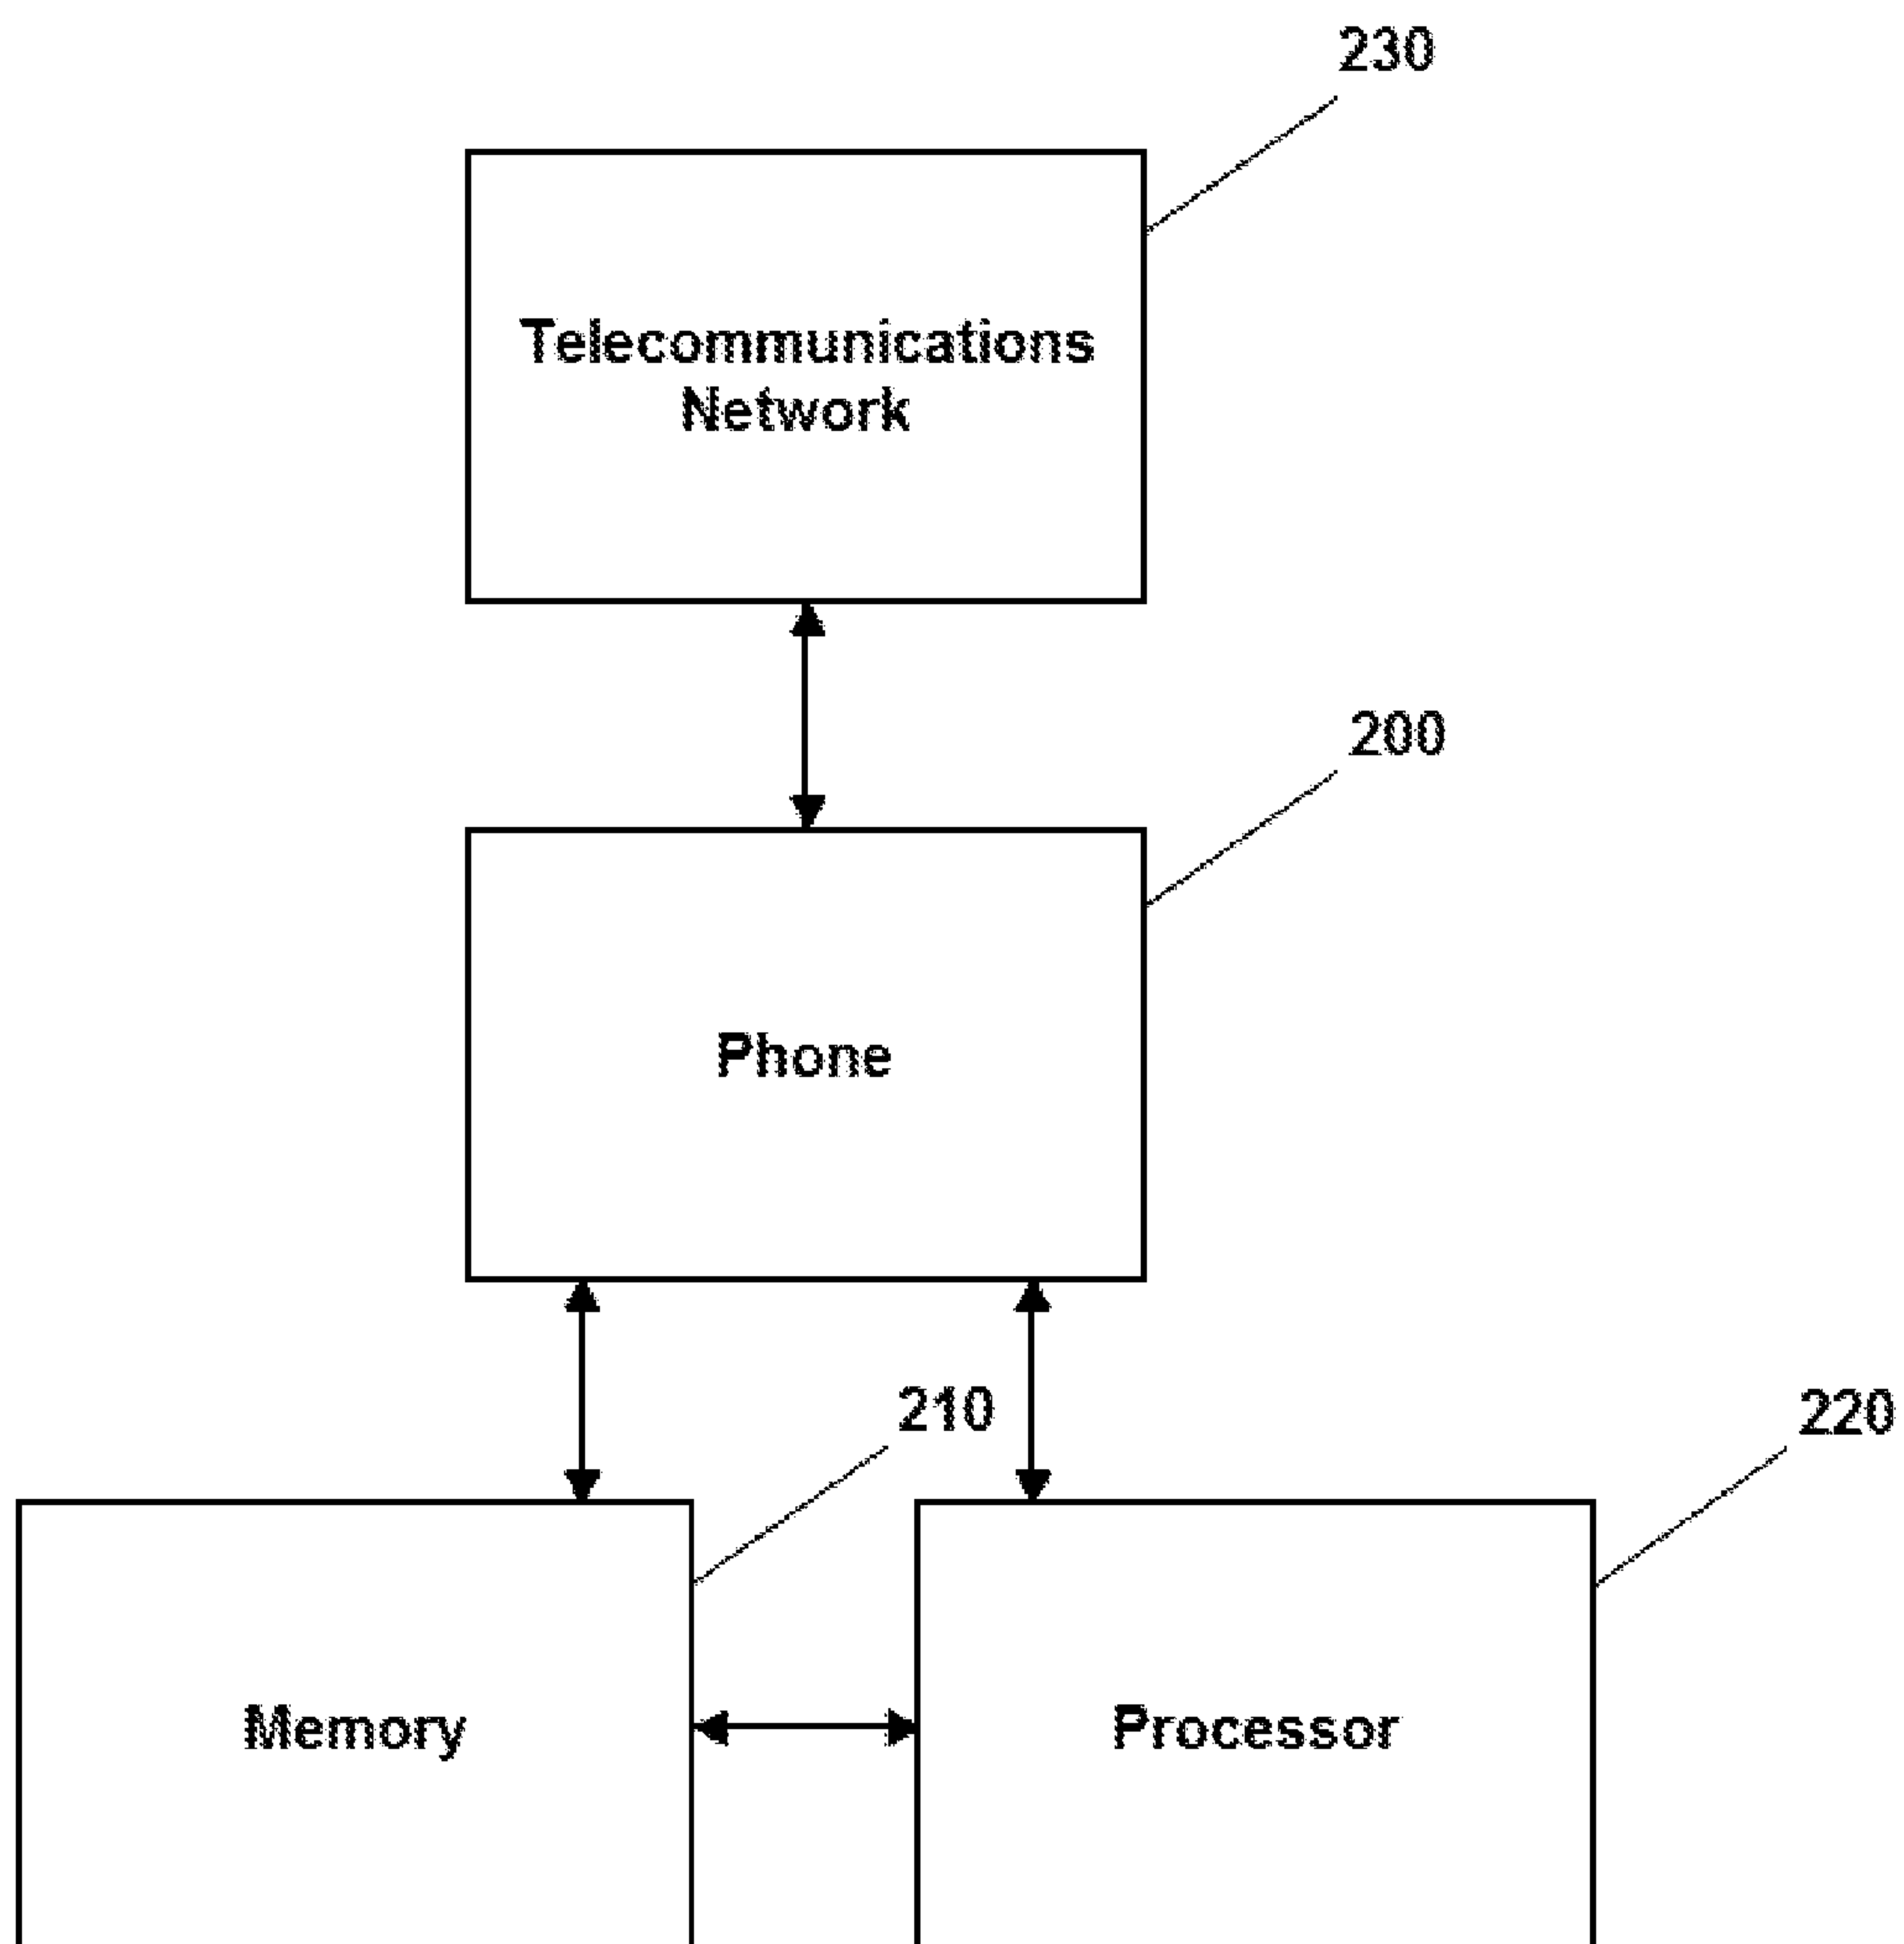 230
Telecommunications
Network
200
Phone
210
220
Memory
Processor